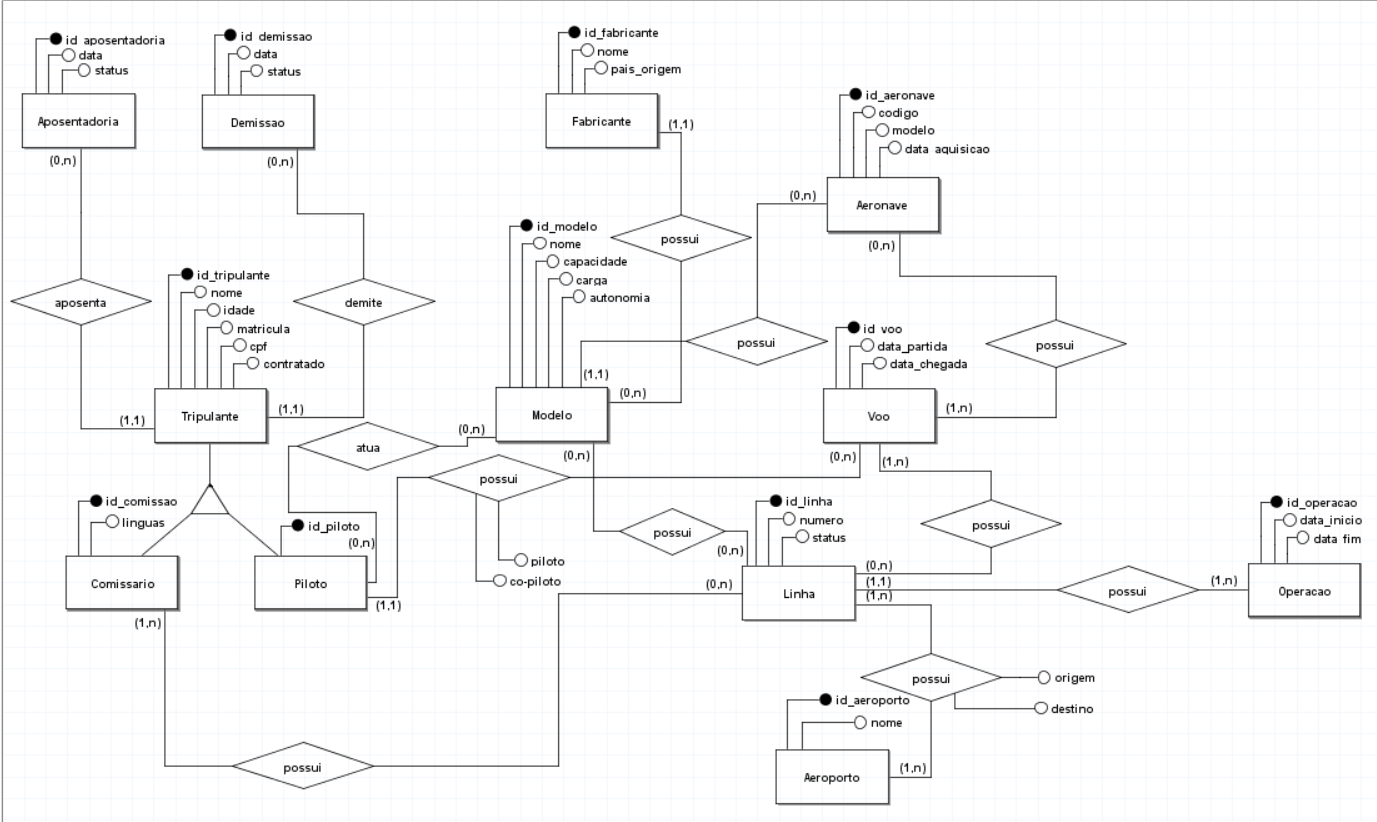 id_aposentadoria
data
status
Aposentadoria
(0,n)
id_demissao
data
status
Demissao
(0,n)
id_fabricante
nome
pais_origem
Fabricante
(1,1)
id_aeronave
codigo
modelo
data aquisicao
Aeronave
(0,n)
(0,n)
possui
possui
possui
aposenta
demite
id_tripulante
nome
idade
matricula
cpf
contratado
Tripulante
(1,1)
(1,1)
id_modelo
nome
capacidade
carga
autonomia
Modelo
(1,1)
(0,n)
(0,n)
(0,n)
id_voo
data_partida
data_chegada
Voo
(1,n)
(0,n)
(1,n)
atua
possui
piloto
co-piloto
possui
possui
id_comissao
linguas
Comissario
(1,n)
id_piloto
Piloto
(0,n)
(1,1)
id_linha
numero
status
Linha
(0,n)
(0,n)
(0,n)
(1,1)
(1,n)
possui
(1,n)
id_operacao
data_inicio
data fim
Operacao
possui
origem
destino
id_aeroporto
nome
Aeroporto
(1,n)
possui